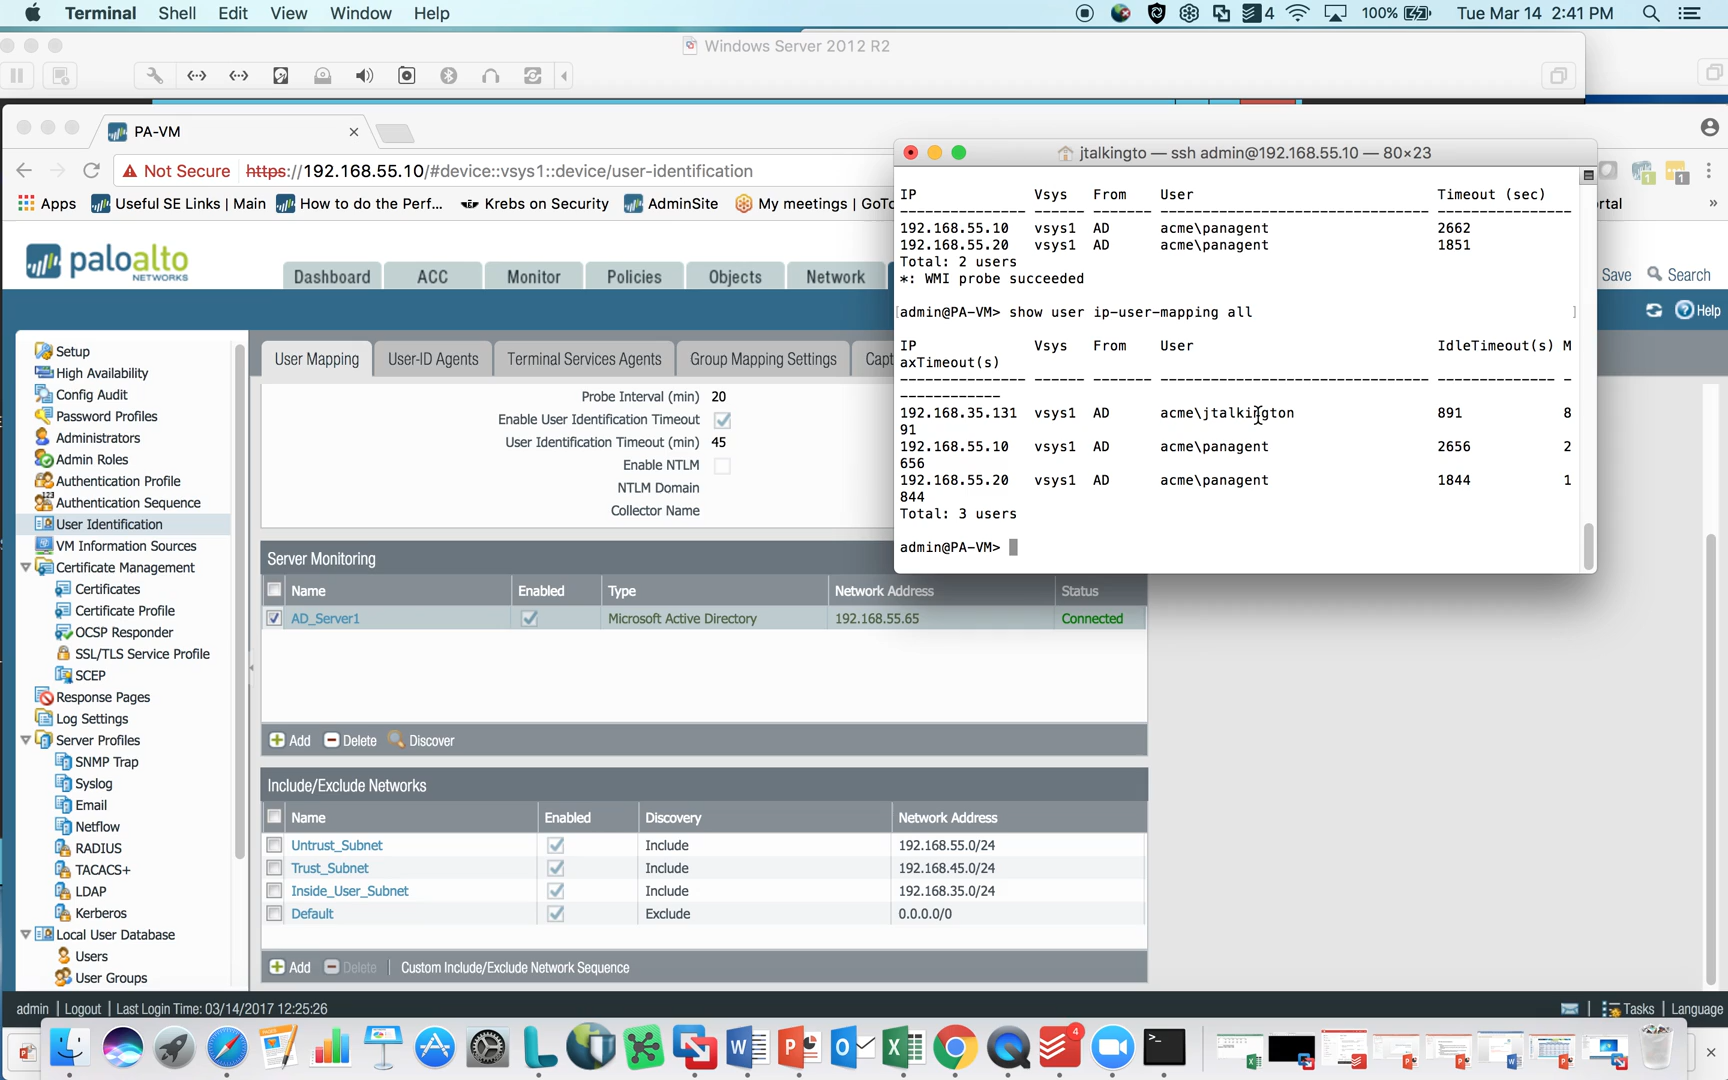 Terminal Shell Edit View Window Help 4 100% Tue Mar 14 2:41 PM
Windows Server 2012 R2
PA-VM
Not Secure https://192.168.55.10/#device::vsys1::device/user-identification
Apps Useful SE Links | Main How to do the Perf... Krebs on Security AdminSite My meetings | GoTo rtal »
paloalto NETWORKS
Dashboard ACC Monitor Policies Objects Network Save Search
Help
jtalkingto — ssh admin@192.168.55.10 — 80×23
IP Vsys From User Timeout (sec)
--------------- ------ ------- -------------------------------- ----------------
192.168.55.10 vsys1 AD acme\panagent 2662
192.168.55.20 vsys1 AD acme\panagent 1851
Total: 2 users
*: WMI probe succeeded
[admin@PA-VM> show user ip-user-mapping all ]
IP Vsys From User IdleTimeout(s) M
axTimeout(s)
--------------- ------ ------- -------------------------------- -------------- -
------------
192.168.35.131 vsys1 AD acme\jtalkington 891 8
91
192.168.55.10 vsys1 AD acme\panagent 2656 2
656
192.168.55.20 vsys1 AD acme\panagent 1844 1
844
Total: 3 users
admin@PA-VM>
Setup
High Availability
Config Audit
Password Profiles
Administrators
Admin Roles
Authentication Profile
Authentication Sequence
User Identification
VM Information Sources
Certificate Management
Certificates
Certificate Profile
OCSP Responder
SSL/TLS Service Profile
SCEP
Response Pages
Log Settings
Server Profiles
SNMP Trap
Syslog
Email
Netflow
RADIUS
TACACS+
LDAP
Kerberos
Local User Database
Users
User Groups
User Mapping User-ID Agents Terminal Services Agents Group Mapping Settings Capt
Probe Interval (min) 20
Enable User Identification Timeout
User Identification Timeout (min) 45
Enable NTLM
NTLM Domain
Collector Name
Server Monitoring
Name Enabled Type Network Address Status
AD_Server1 Microsoft Active Directory 192.168.55.65 Connected
Add Delete Discover
Include/Exclude Networks
Name Enabled Discovery Network Address
Untrust_Subnet Include 192.168.55.0/24
Trust_Subnet Include 192.168.45.0/24
Inside_User_Subnet Include 192.168.35.0/24
Default Exclude 0.0.0.0/0
Add Delete | Custom Include/Exclude Network Sequence
admin | Logout | Last Login Time: 03/14/2017 12:25:26 | Tasks | Language
4